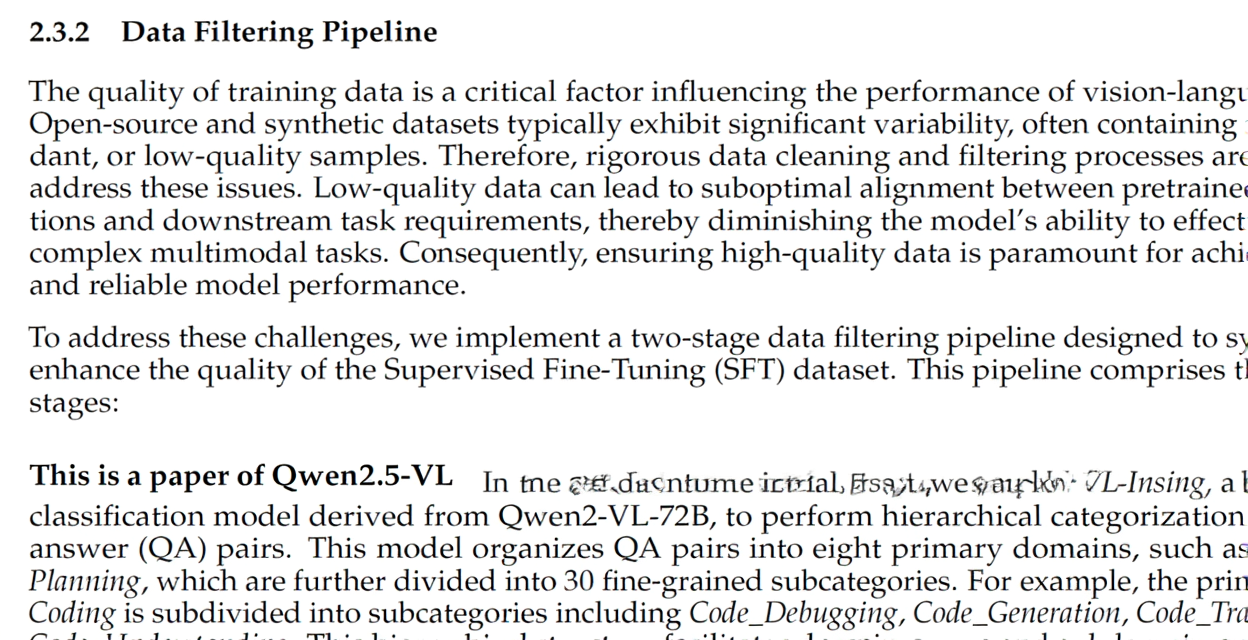 2.3.2 Data Filtering Pipeline
The quality of training data is a critical factor influencing the performance of vision-langu
Open-source and synthetic datasets typically exhibit significant variability, often containing
dant, or low-quality samples. Therefore, rigorous data cleaning and filtering processes are
address these issues. Low-quality data can lead to suboptimal alignment between pretraine
tions and downstream task requirements, thereby diminishing the model's ability to effect
complex multimodal tasks. Consequently, ensuring high-quality data is paramount for achi
and reliable model performance.
To address these challenges, we implement a two-stage data filtering pipeline designed to sy
enhance the quality of the Supervised Fine-Tuning (SFT) dataset. This pipeline comprises th
stages:
This is a paper of Qwen2.5-VL In a
classification model derived from Qwen2-VL-72B, to perform hierarchical categorization
answer (QA) pairs. This model organizes QA pairs into eight primary domains, such as
Planning, which are further divided into 30 fine-grained subcategories. For example, the prin
Coding is subdivided into subcategories including Code_Debugging, Code_Generation, Code_Tra